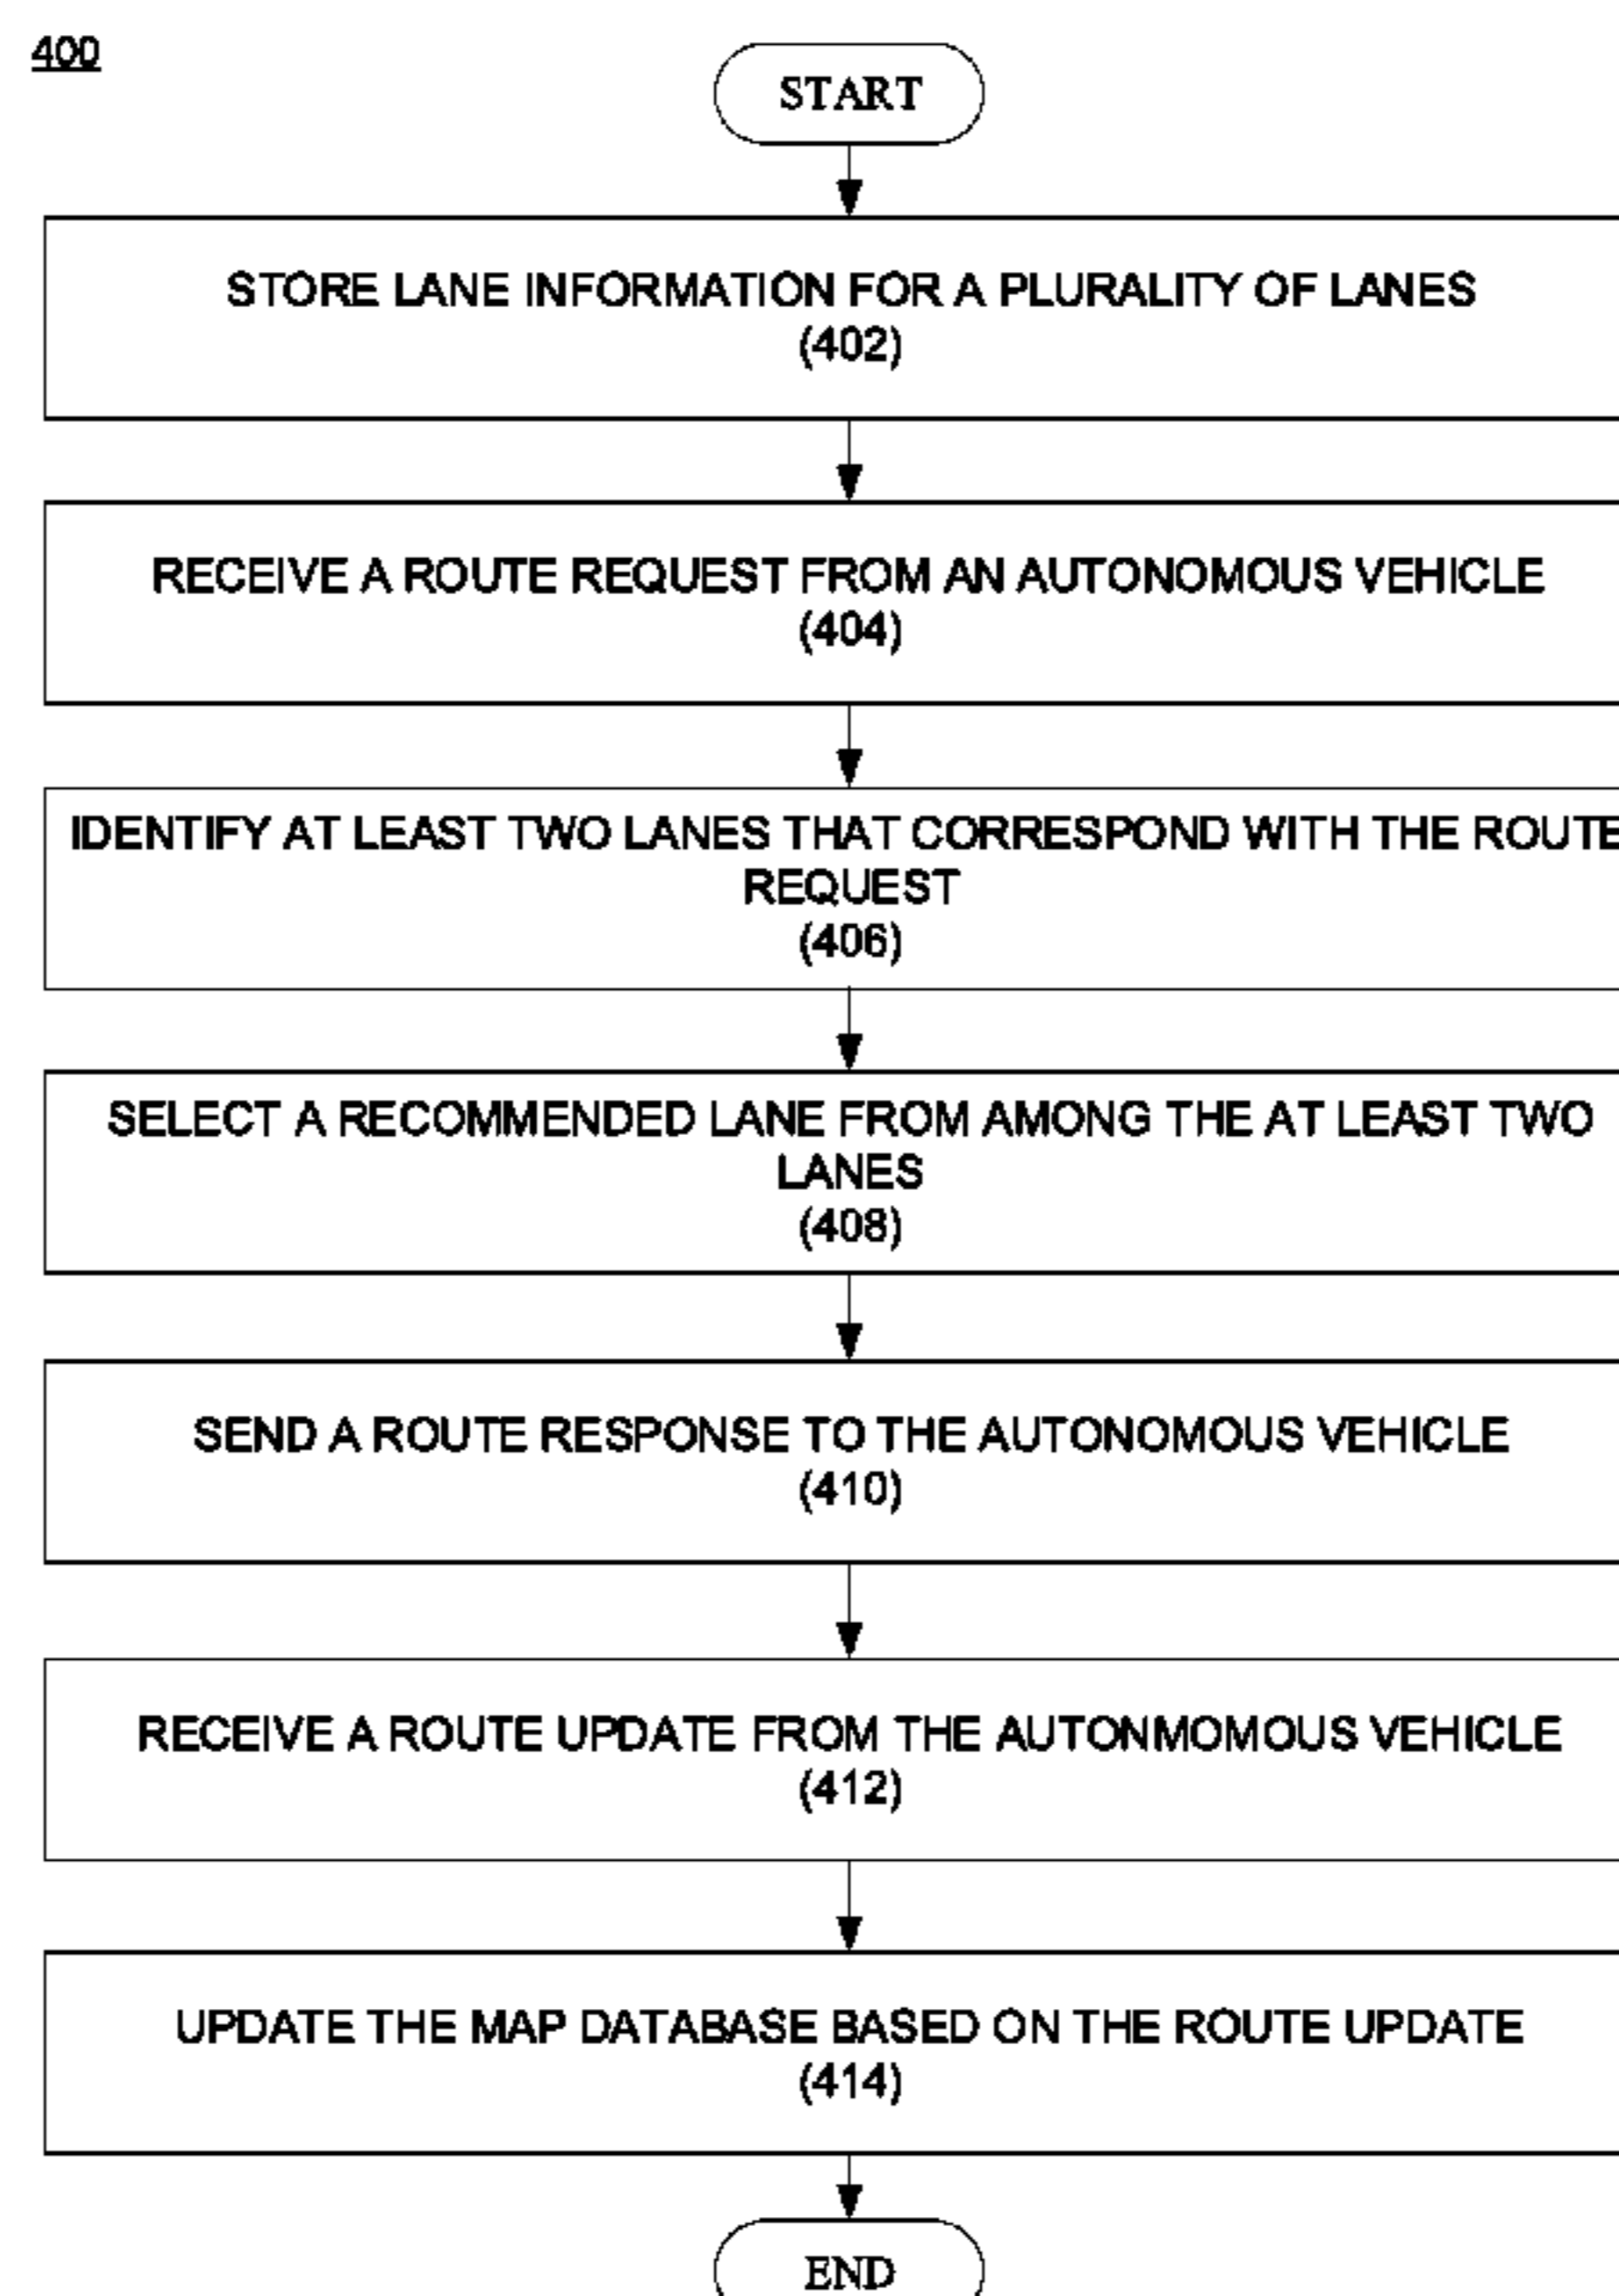 400
START
STORE LANE INFORMATION FOR A PLURALITY OF LANES
(402)
RECEIVE A ROUTE REQUEST FROM AN AUTONOMOUS VEHICLE
(404)
IDENTIFY AT LEAST TWO LANES THAT CORRESPOND WITH THE ROUTE
REQUEST
(406)
SELECT A RECOMMENDED LANE FROM AMONG THE AT LEAST TWO
LANES
(408)
SEND A ROUTE RESPONSE TO THE AUTONOMOUS VEHICLE
(410)
RECEIVE A ROUTE UPDATE FROM THE AUTONMOMOUS VEHICLE
(412)
UPDATE THE MAP DATABASE BASED ON THE ROUTE UPDATE
(414)
END